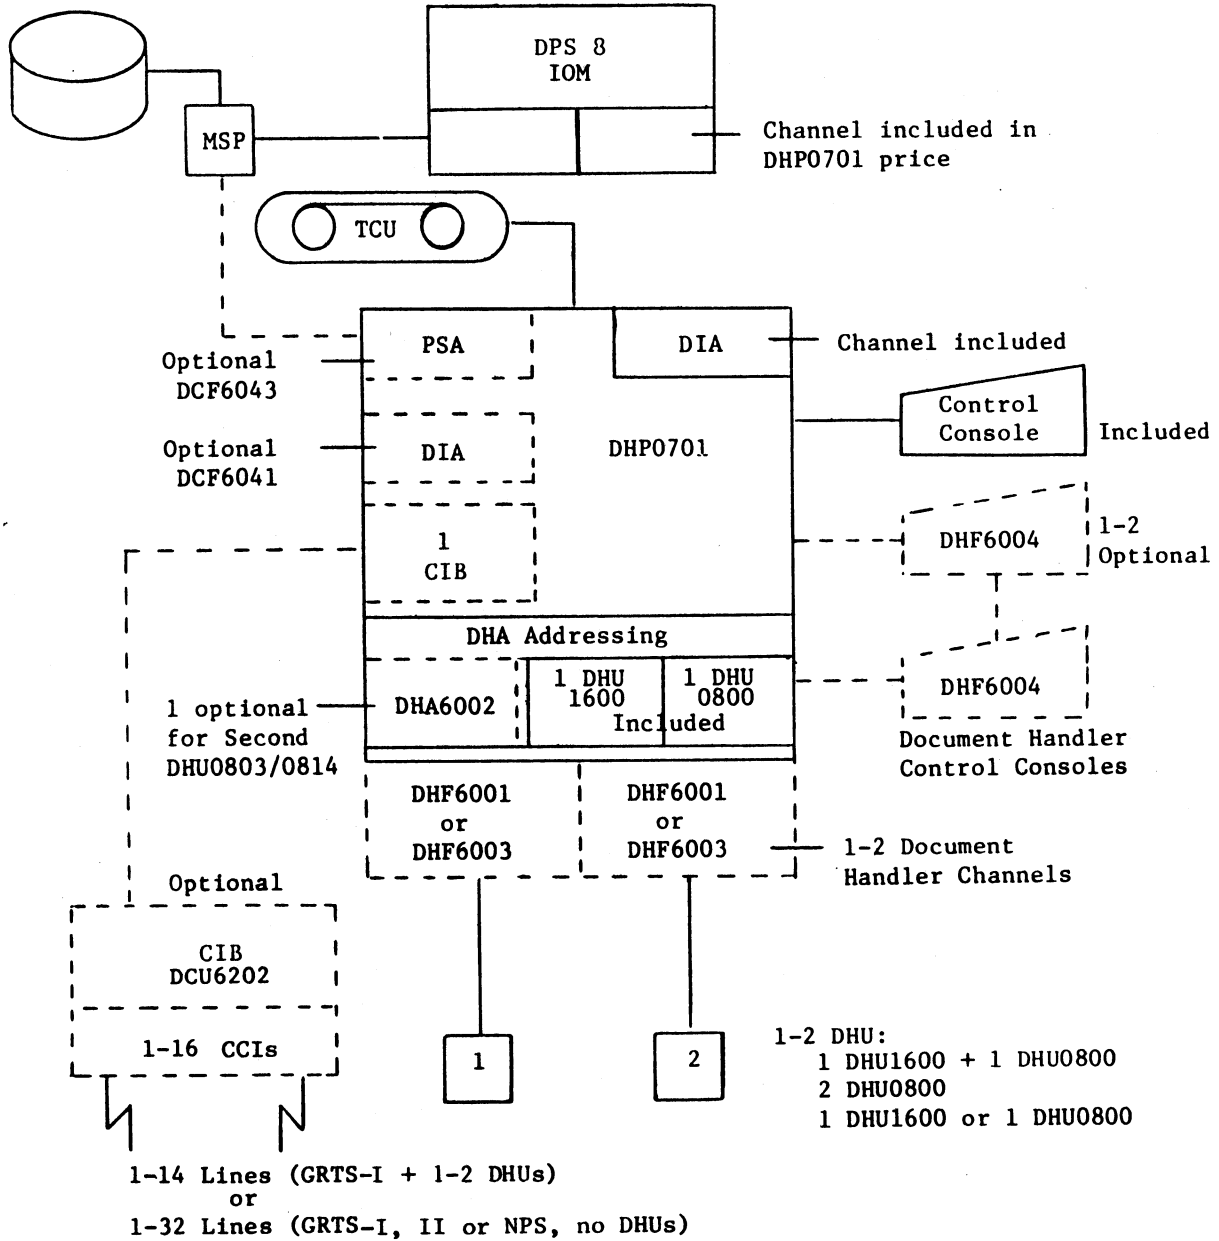 DPS 8
IOM
MSP
Channel included in
DHP0701 price
TCU
PSA
DIA
Channel included
Optional
DCF6043
Control
Console
Included
Optional
DCF6041
DIA
DHP0701
1
CIB
DHF6004
1-2
Optional
DHA Addressing
1 optional
for Second
DHU0803/0814
DHA6002
1 DHU
1600
1 DHU
0800
Included
DHF6004
Document Handler
Control Consoles
DHF6001
or
DHF6003
DHF6001
or
DHF6003
1-2 Document
Handler Channels
Optional
CIB
DCU6202
1-16 CCIs
1
2
1-2 DHU:
1 DHU1600 + 1 DHU0800
2 DHU0800
1 DHU1600 or 1 DHU0800
1-14 Lines (GRTS-I + 1-2 DHUs)
or
1-32 Lines (GRTS-I, II or NPS, no DHUs)